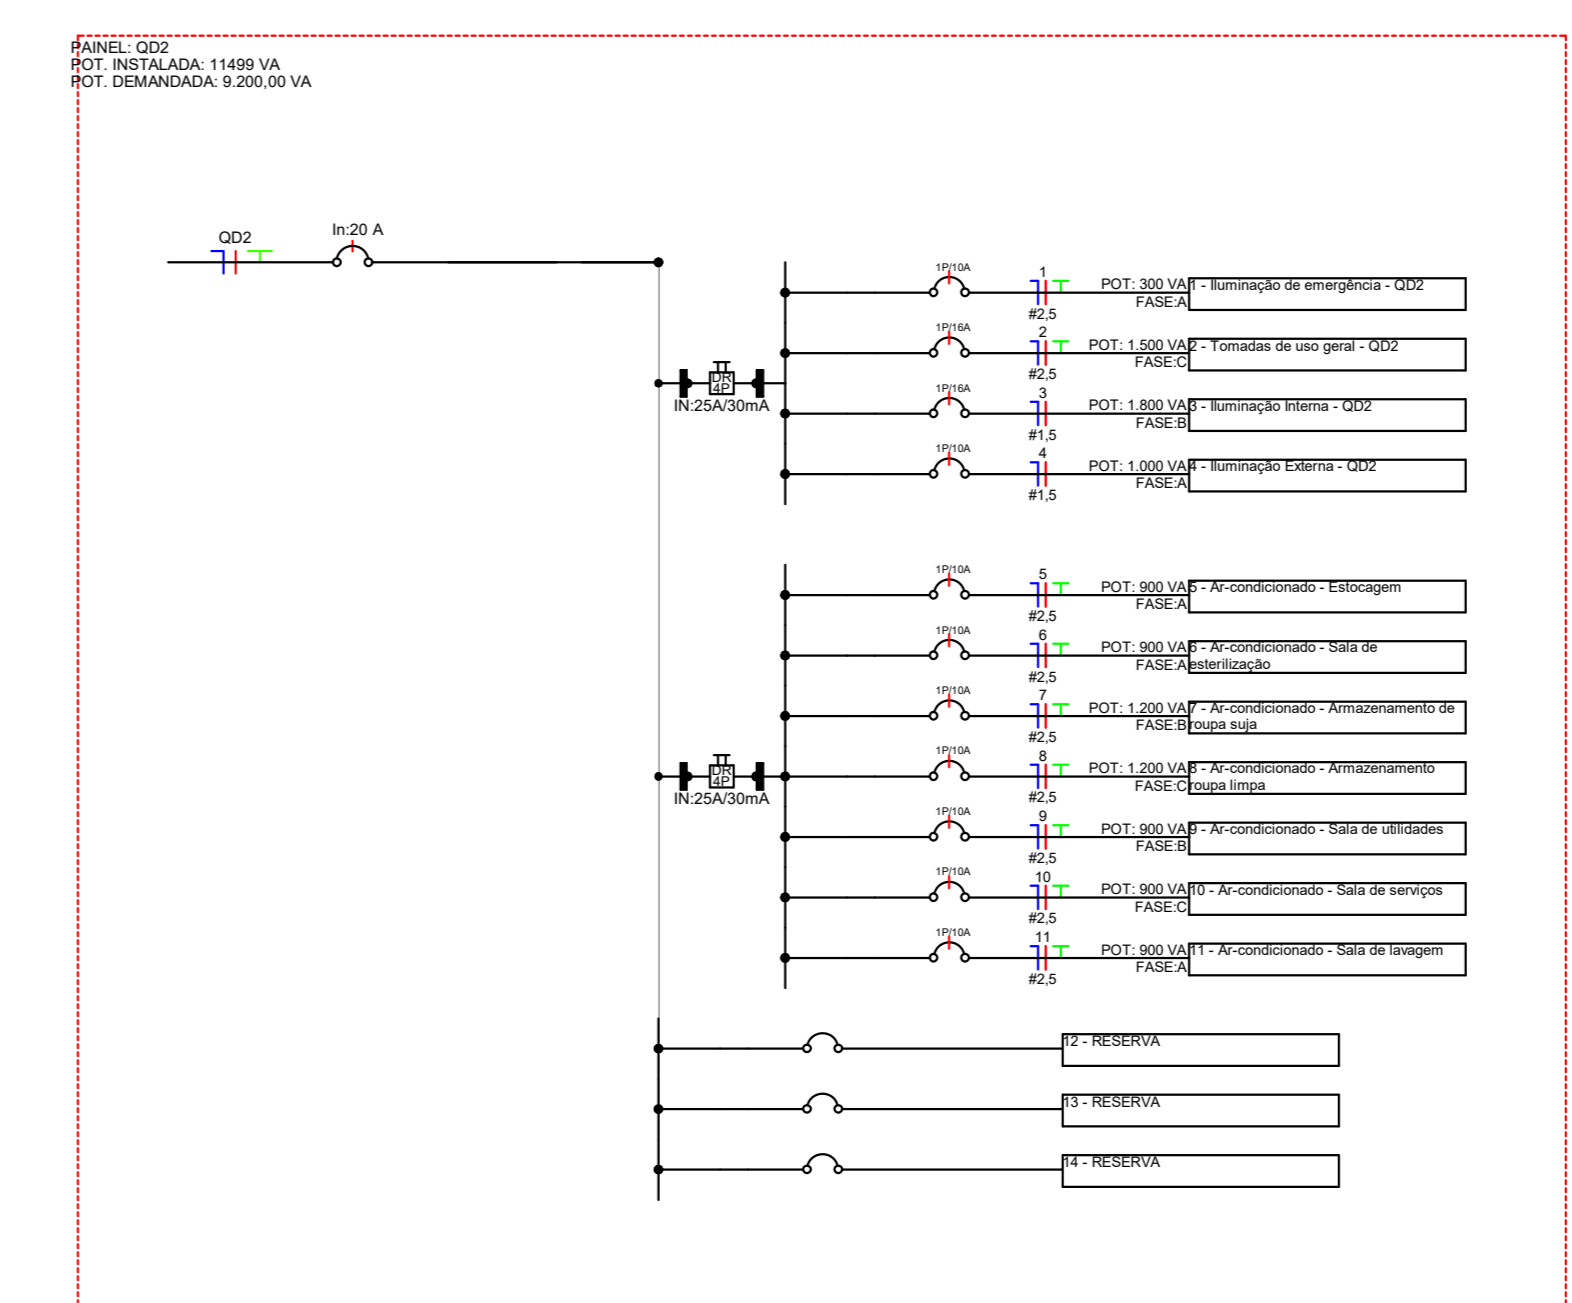 PAINEL: QD2
POT. INSTALADA: 11499 VA
POT. DEMANDADA: 9.200,00 VA
QD2
In:20 A
DR
4P
IN:25A/30mA
1P/10A
1
#2,5
POT: 300 VA
FASE:A
1 - Iluminação de emergência - QD2
1P/16A
2
#2,5
POT: 1.500 VA
FASE:C
2 - Tomadas de uso geral - QD2
1P/16A
3
#1,5
POT: 1.800 VA
FASE:B
3 - Iluminação Interna - QD2
1P/10A
4
#1,5
POT: 1.000 VA
FASE:A
4 - Iluminação Externa - QD2
DR
4P
IN:25A/30mA
1P/10A
5
#2,5
POT: 900 VA
FASE:A
5 - Ar-condicionado - Estocagem
1P/10A
6
#2,5
POT: 900 VA
FASE:A
6 - Ar-condicionado - Sala de
esterilização
1P/10A
7
#2,5
POT: 1.200 VA
FASE:B
7 - Ar-condicionado - Armazenamento de
roupa suja
1P/10A
8
#2,5
POT: 1.200 VA
FASE:C
8 - Ar-condicionado - Armazenamento
roupa limpa
1P/10A
9
#2,5
POT: 900 VA
FASE:B
9 - Ar-condicionado - Sala de utilidades
1P/10A
10
#2,5
POT: 900 VA
FASE:C
10 - Ar-condicionado - Sala de serviços
1P/10A
11
#2,5
POT: 900 VA
FASE:A
11 - Ar-condicionado - Sala de lavagem
12 - RESERVA
13 - RESERVA
14 - RESERVA